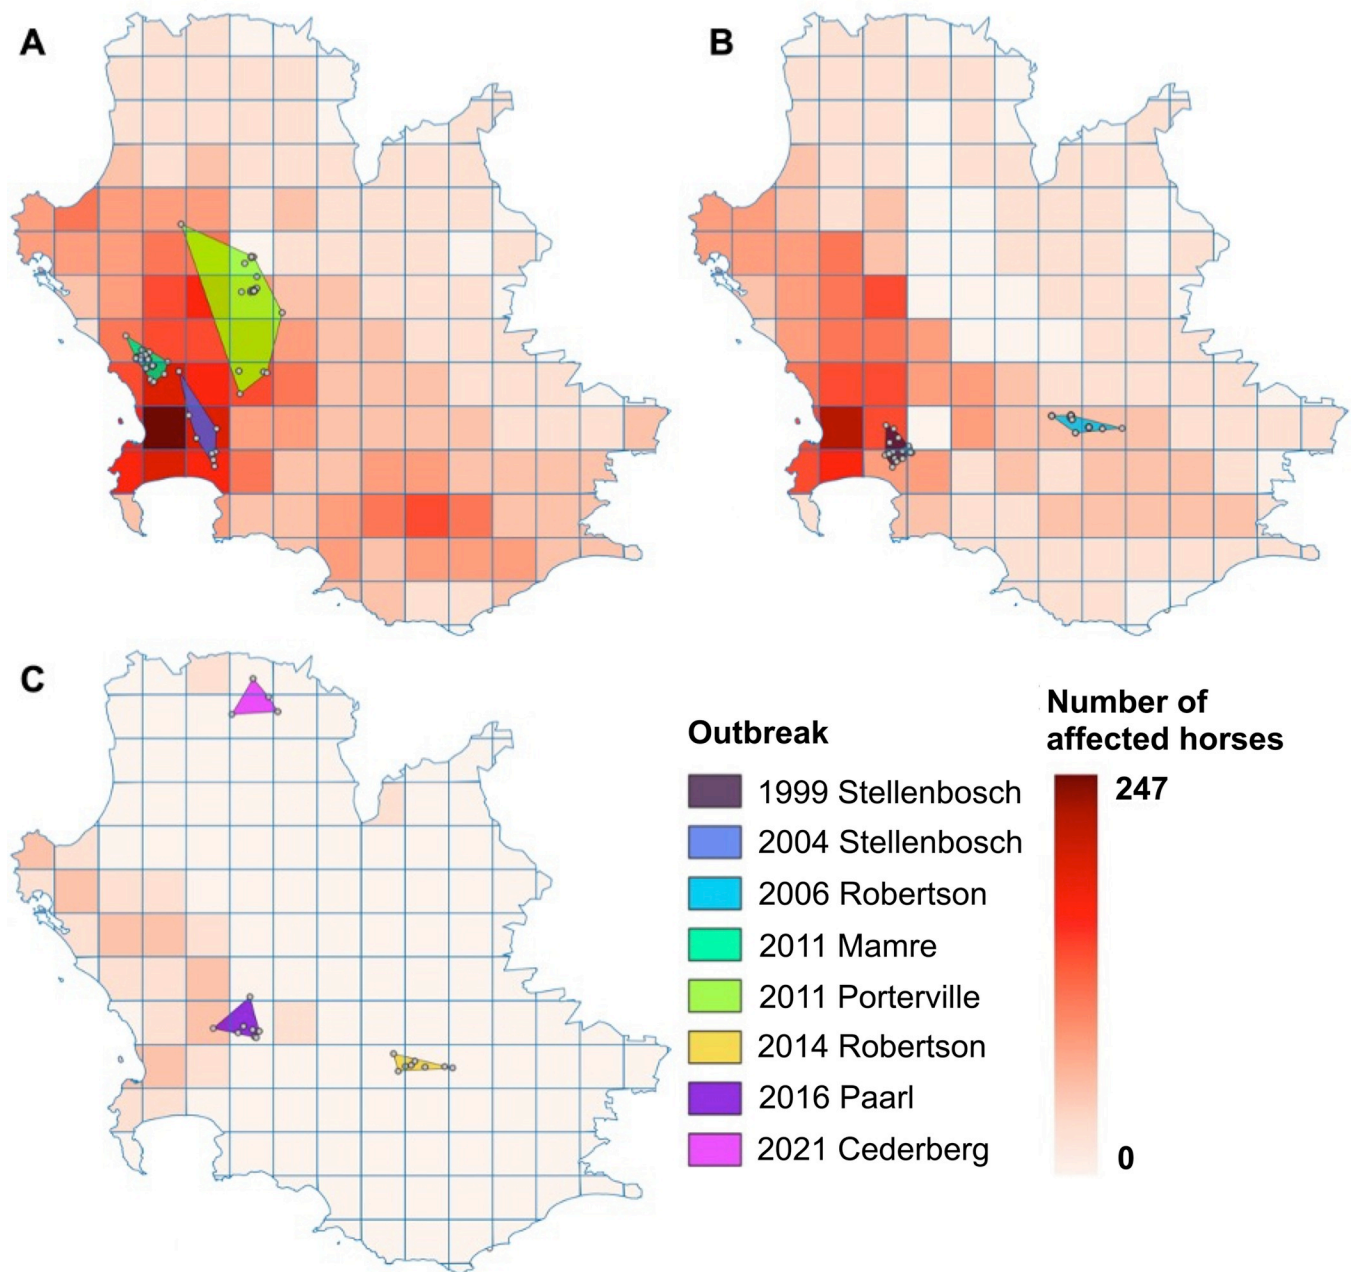 A
B
C
Outbreak
1999 Stellenbosch
2004 Stellenbosch
2006 Robertson
2011 Mamre
2011 Porterville
2014 Robertson
2016 Paarl
2021 Cederberg
Number of
affected horses
247
0